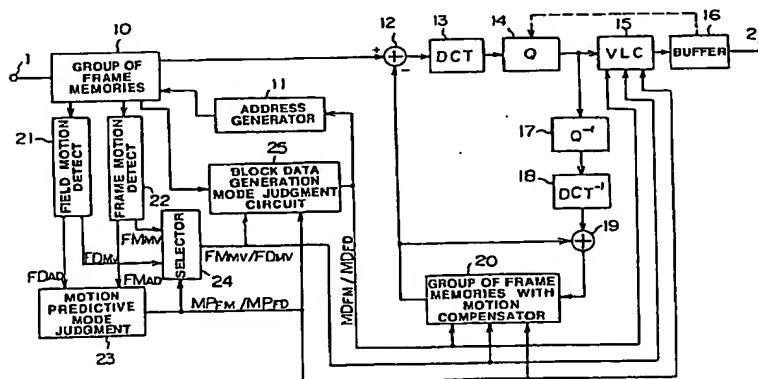 10
12
13
14
15
16
1
GROUP OF
FRAME
MEMORIES
+
−
DCT
Q
VLC
BUFFER
2
11
ADDRESS
GENERATOR
21
FIELD MOTION
DETECT
FRAME MOTION
DETECT
22
25
BLOCK DATA
GENERATION
MODE JUDGMENT
CIRCUIT
17
Q⁻¹
18
DCT⁻¹
19
FMMV
FDMV
SELECTOR
24
FMMV/FDMV
MDFM/MDFD
FDAD
FMAD
20
GROUP OF FRAME
MEMORIES WITH
MOTION
COMPENSATOR
MOTION
PREDICTIVE
MODE JUDGMENT
23
MPFM/MPFD